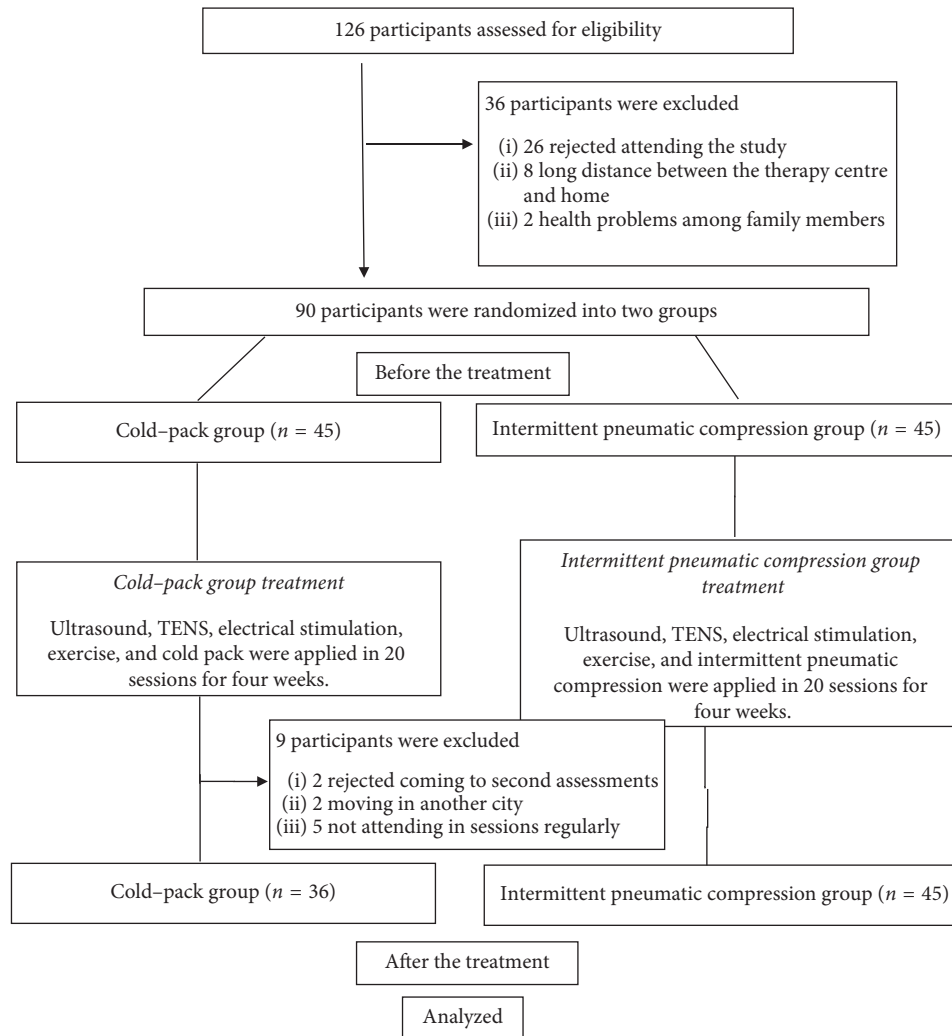 126 participants assessed for eligibility
36 participants were excluded
(i) 26 rejected attending the study
(ii) 8 long distance between the therapy centre
and home
(iii) 2 health problems among family members
90 participants were randomized into two groups
Before the treatment
Cold–pack group (n = 45)
Intermittent pneumatic compression group (n = 45)
Cold–pack group treatment
Ultrasound, TENS, electrical stimulation,
exercise, and cold pack were applied in 20
sessions for four weeks.
Intermittent pneumatic compression group
treatment
Ultrasound, TENS, electrical stimulation,
exercise, and intermittent pneumatic
compression were applied in 20 sessions for
four weeks.
9 participants were excluded
(i) 2 rejected coming to second assessments
(ii) 2 moving in another city
(iii) 5 not attending in sessions regularly
Cold–pack group (n = 36)
Intermittent pneumatic compression group (n = 45)
After the treatment
Analyzed